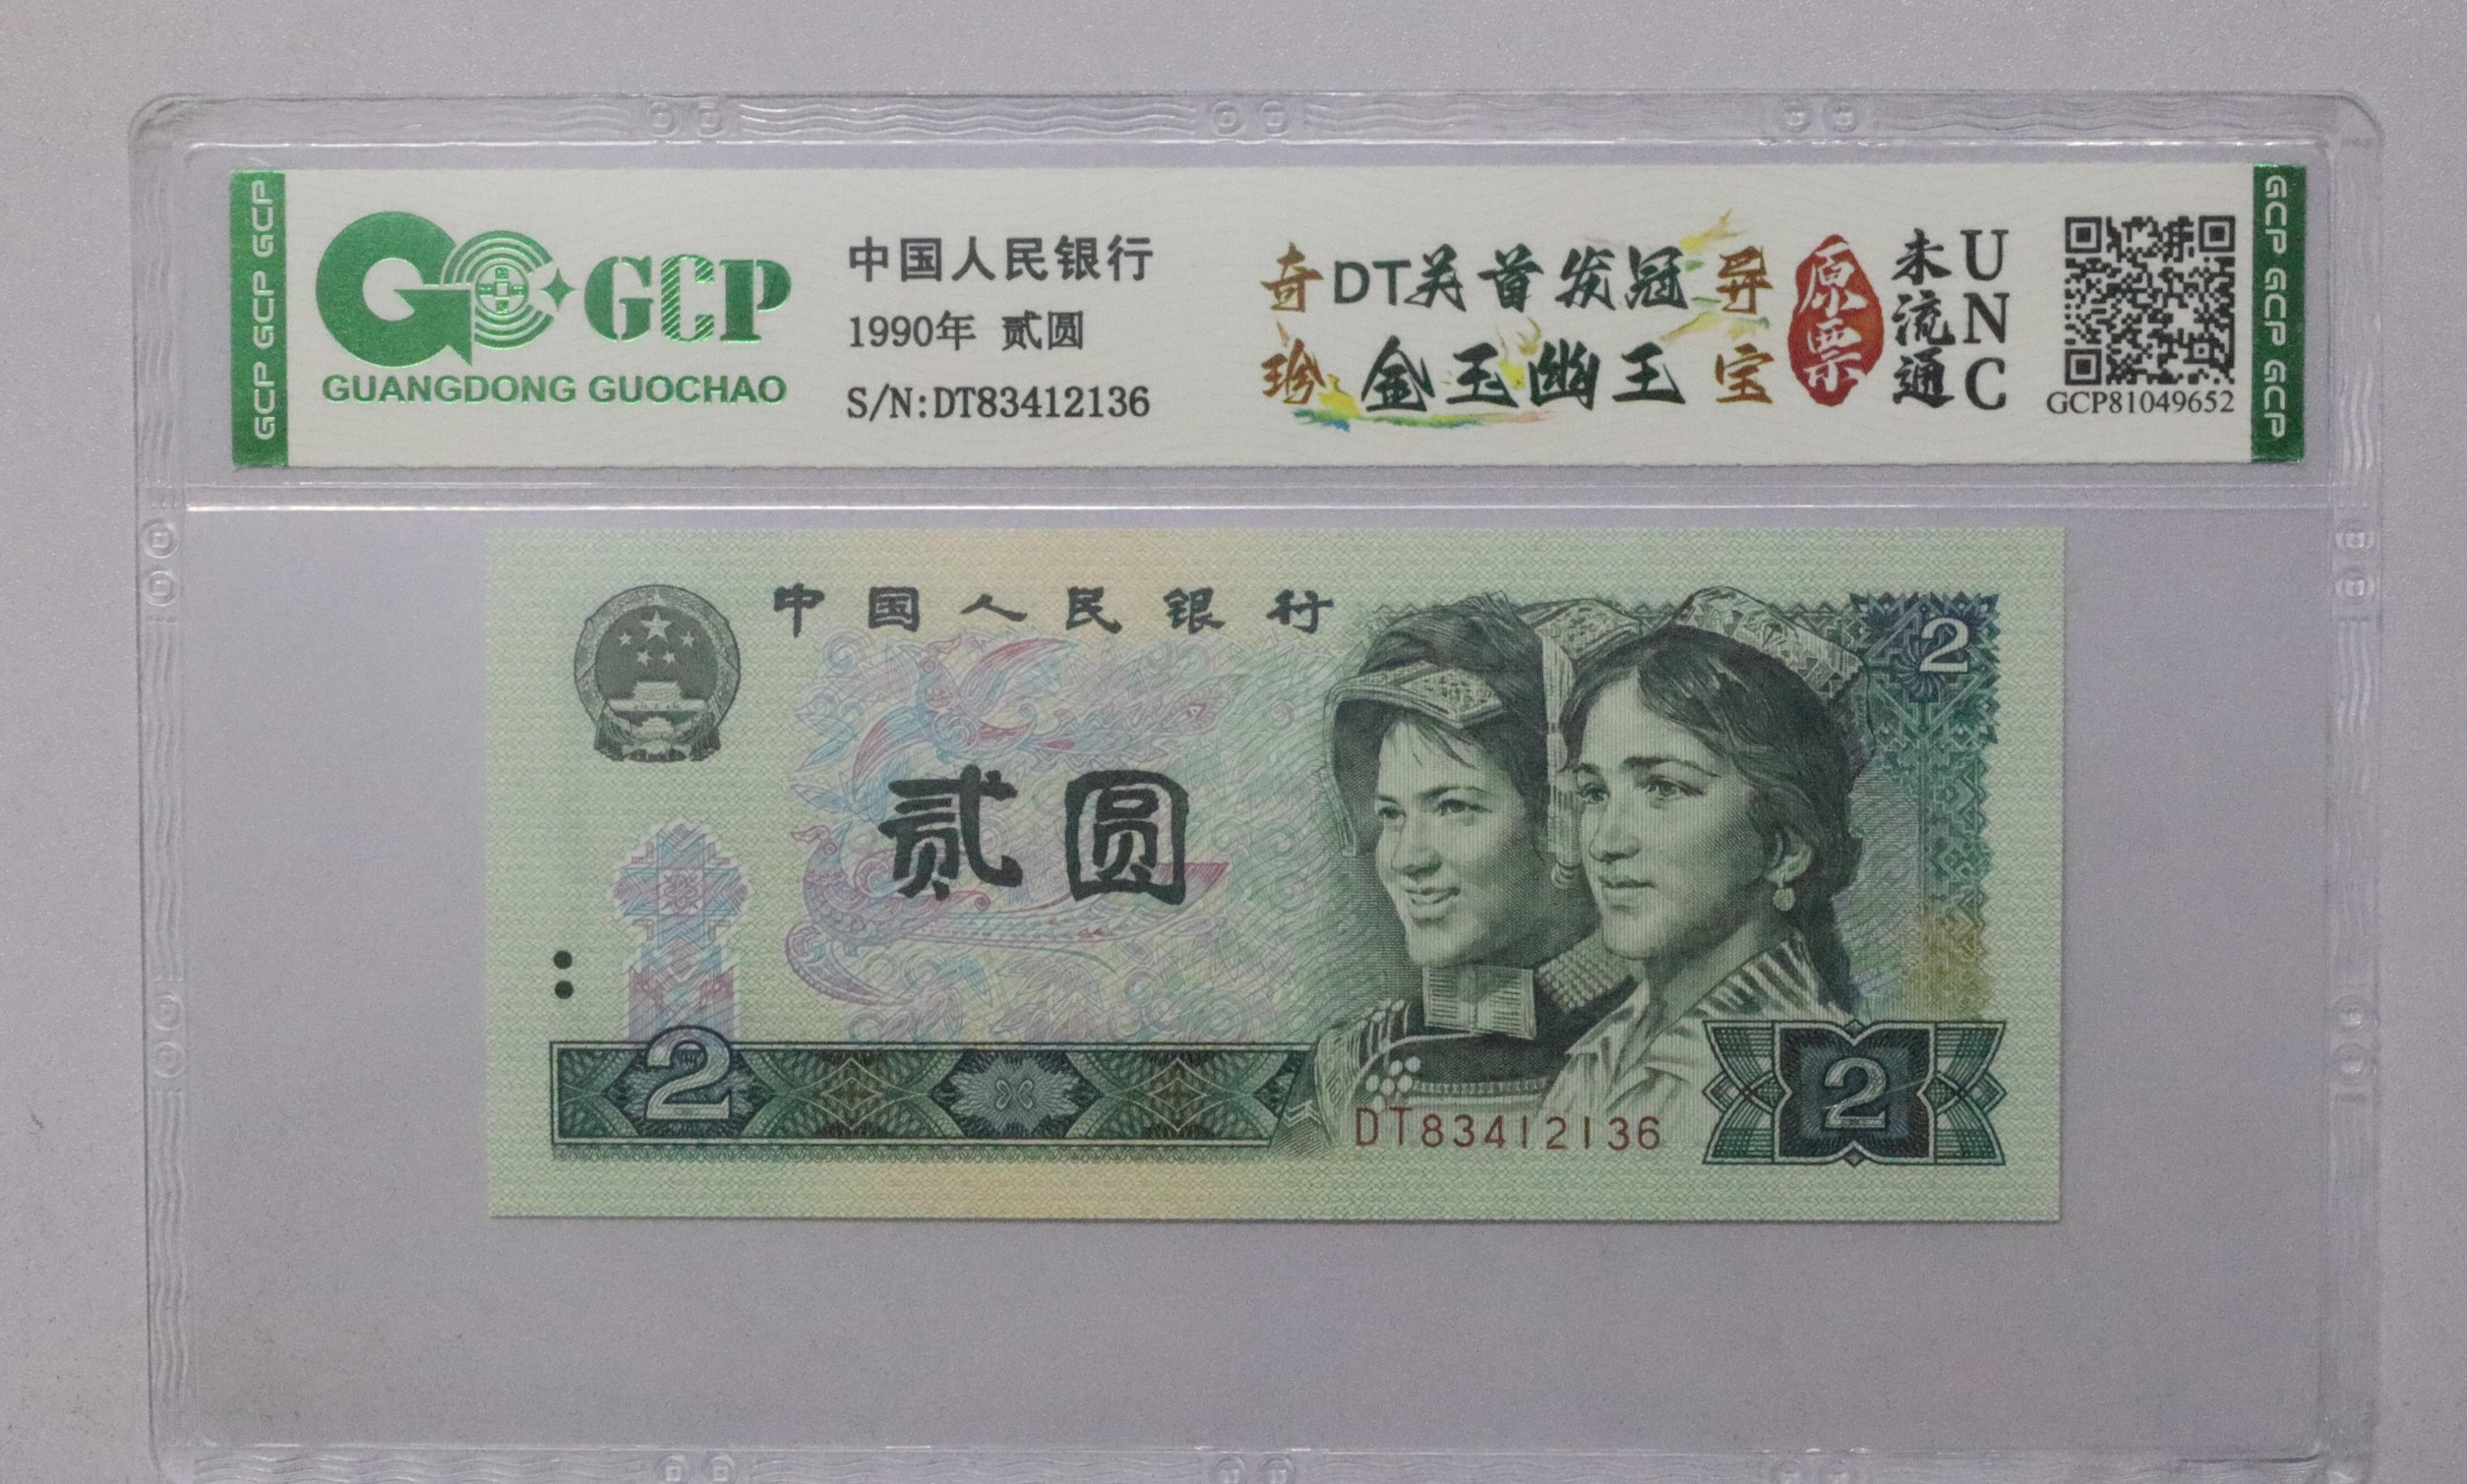 GCP GCP GCP
GCP
GUANGDONG GUOCHAO
中国人民银行
1990年 贰圆
S/N:DT83412136
奇珍
DT关首发冠
金玉幽王
异宝
原票
未流通
UNC
GCP81049652
GCP GCP GCP
中国人民银行
2
贰圆
2
DT83412136
2